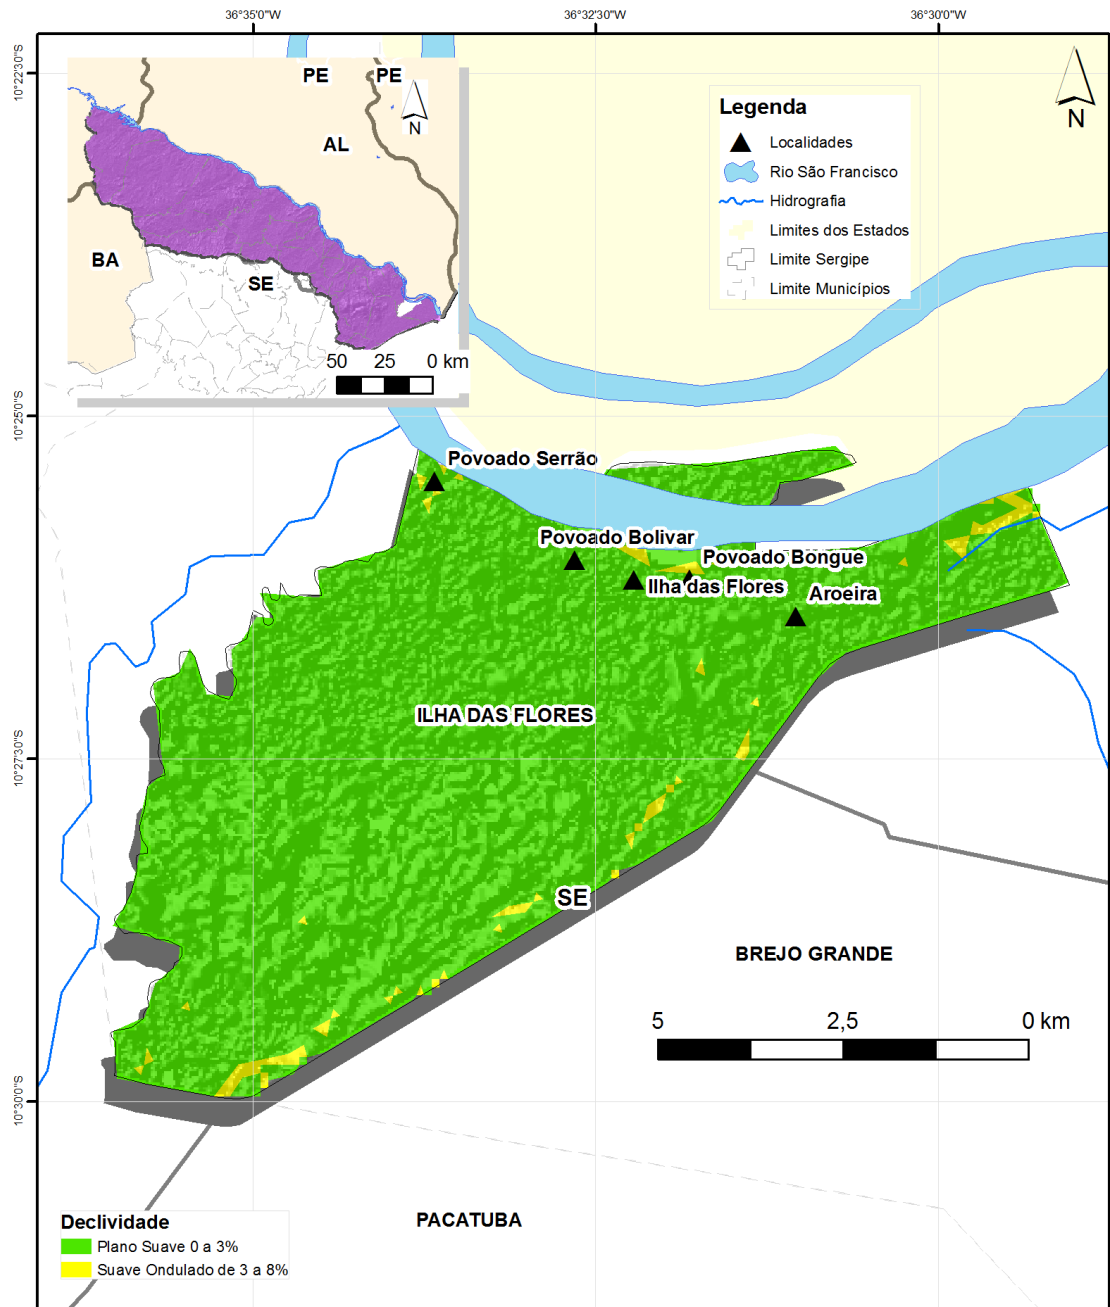 36°35'0"W
36°32'30"W
36°30'0"W
10°22'30"S
10°25'0"S
10°27'30"S
10°30'0"S
PE
PE
AL
BA
SE
N
50 25 0 km
Legenda
Localidades
Rio São Francisco
Hidrografia
Limites dos Estados
Limite Sergipe
Limite Municípios
N
Povoado Serrão
Povoado Bolivar
Povoado Bongue
Ilha das Flores
Aroeira
ILHA DAS FLORES
SE
BREJO GRANDE
5 2,5 0 km
PACATUBA
Declividade
Plano Suave 0 a 3%
Suave Ondulado de 3 a 8%